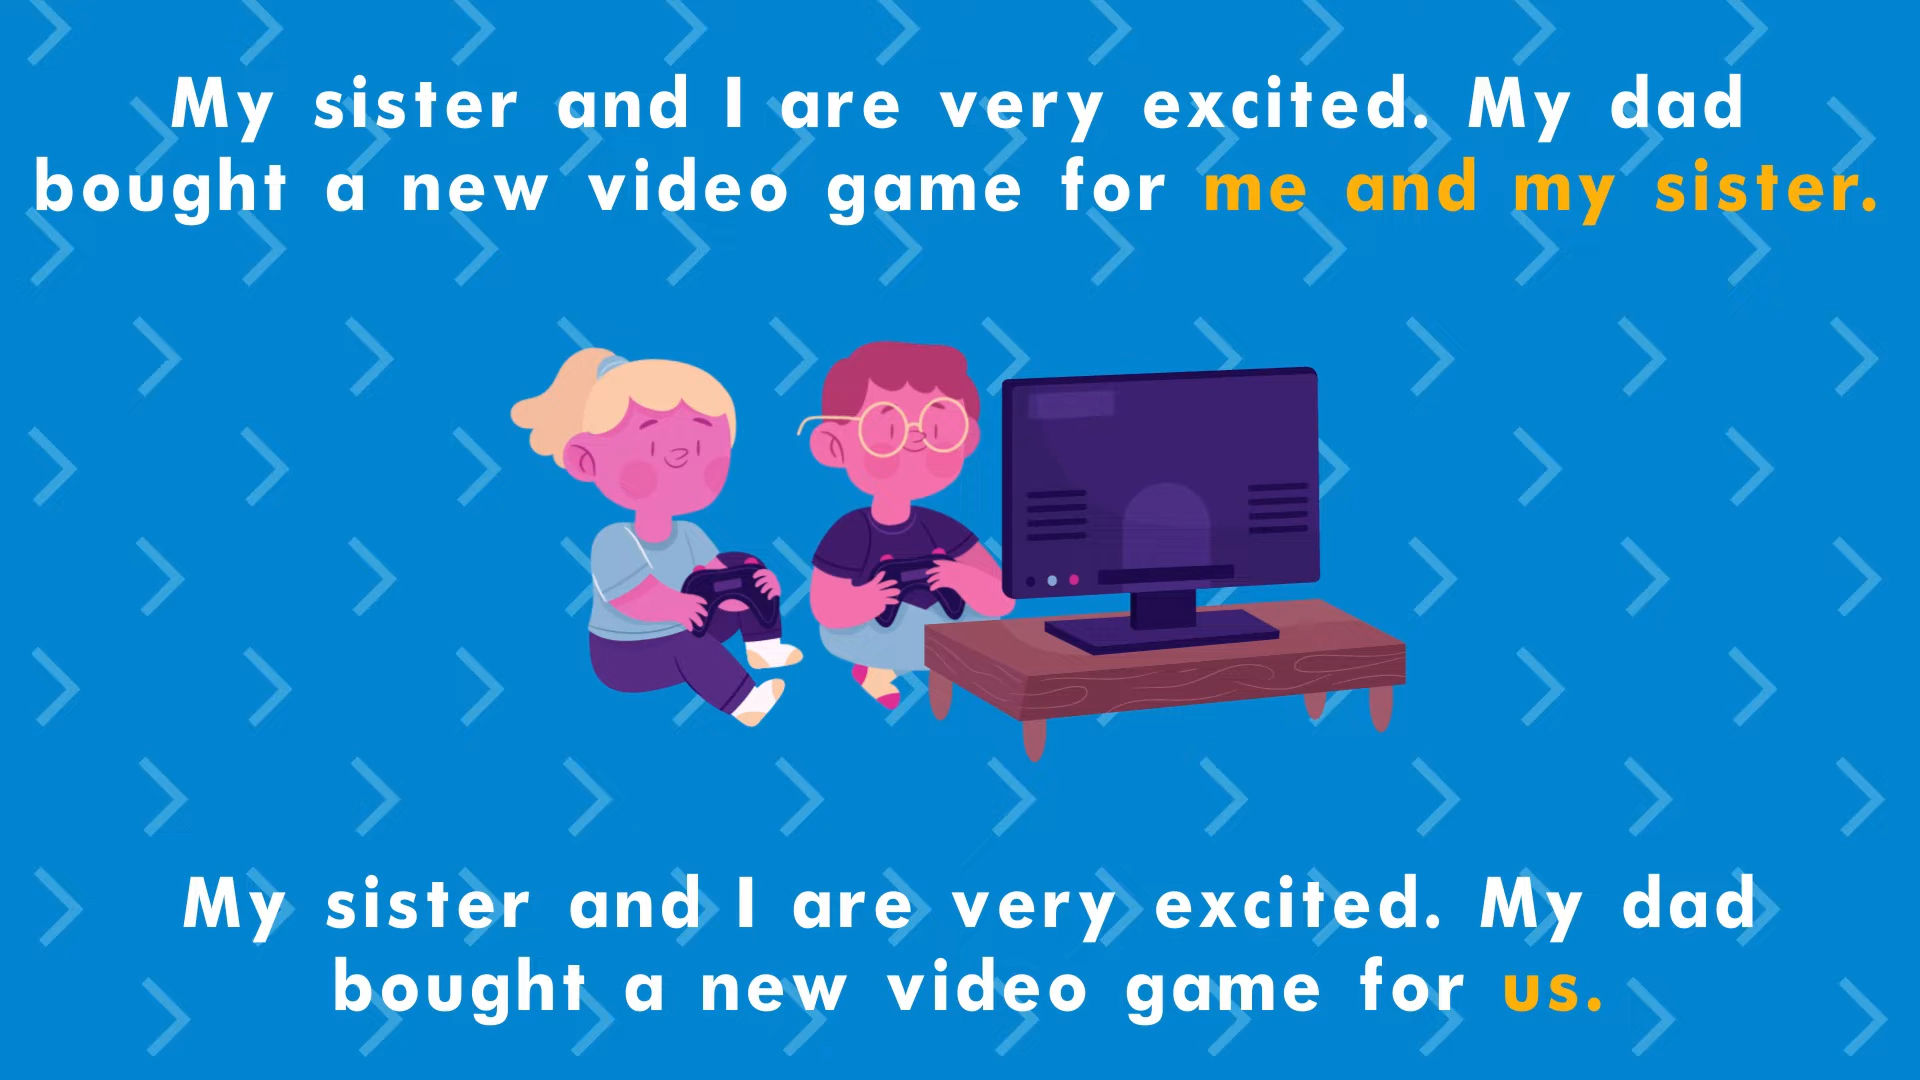 My sister and I are very excited. My dad
bought a new video game for me and my sister.
My sister and I are very excited. My dad
bought a new video game for us.